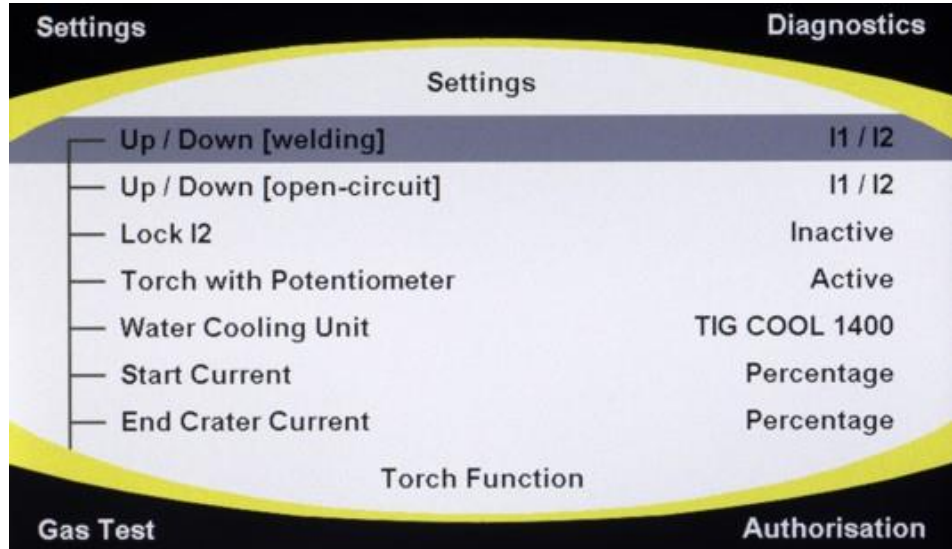 Settings Diagnostics
Settings
Up / Down [welding] I1 / I2
Up / Down [open-circuit] I1 / I2
Lock I2 Inactive
Torch with Potentiometer Active
Water Cooling Unit TIG COOL 1400
Start Current Percentage
End Crater Current Percentage
Torch Function
Gas Test Authorisation